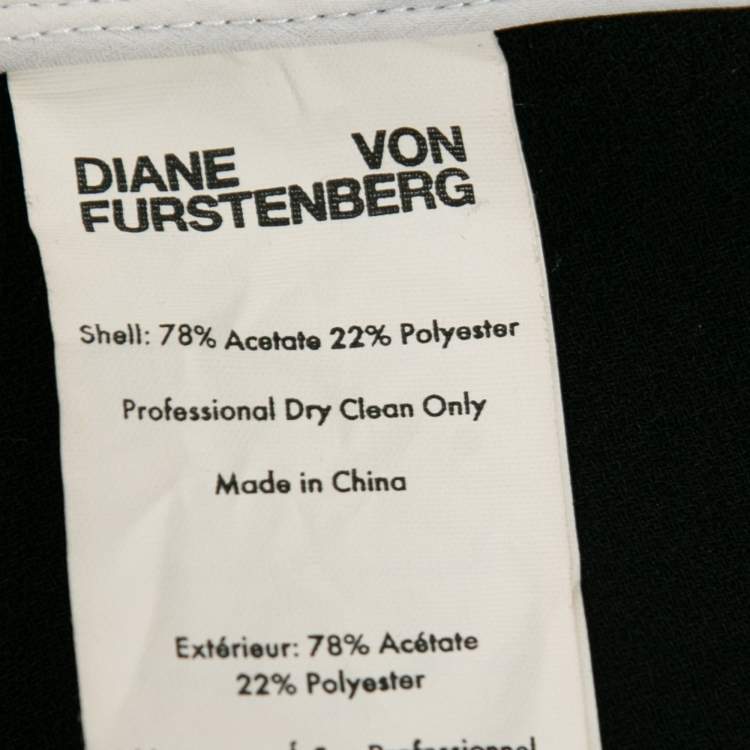 DIANE VON
FURSTENBERG
Shell: 78% Acetate 22% Polyester
Professional Dry Clean Only
Made in China
Extérieur: 78% Acétate
22% Polyester
Professionnel